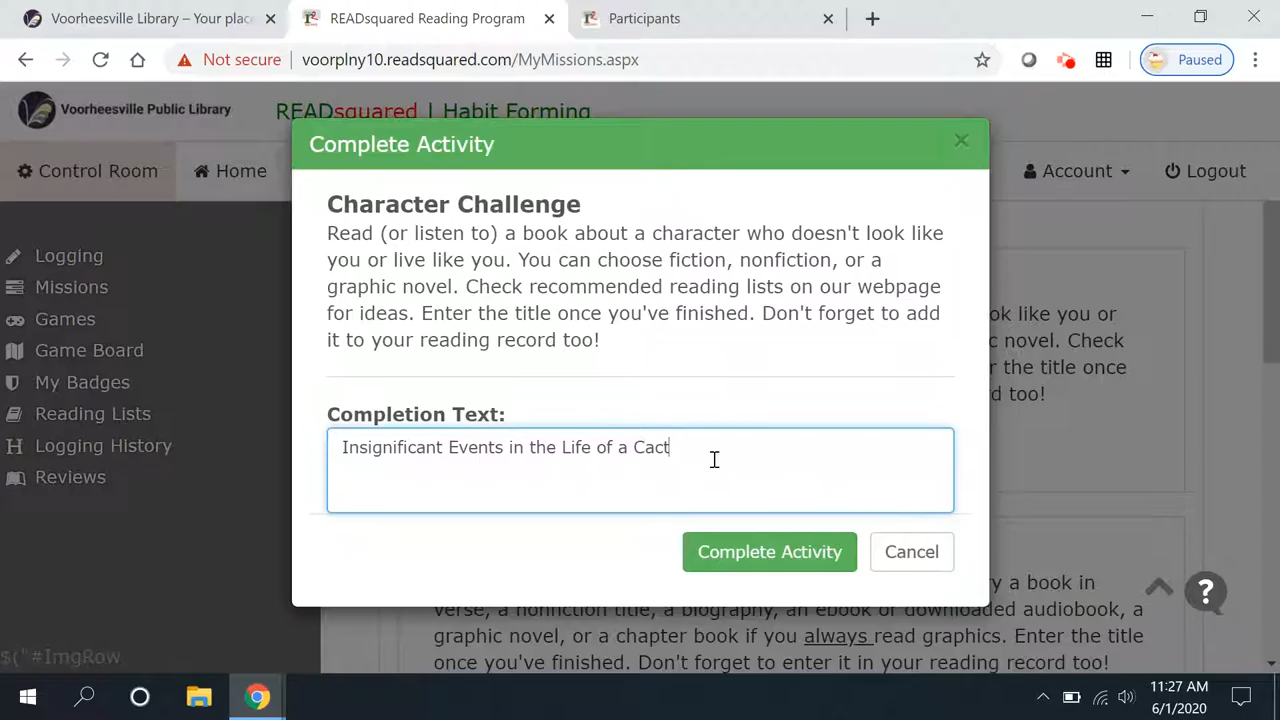 Voorheesville Library – Your place
READsquared Reading Program
Participants
Not secure
voorplny10.readsquared.com/MyMissions.aspx
Paused
Voorheesville Public Library
READsquared | Habit Forming
Control Room
Home
Account
Logout
Complete Activity
Character Challenge
Read (or listen to) a book about a character who doesn't look like
you or live like you. You can choose fiction, nonfiction, or a
graphic novel. Check recommended reading lists on our webpage
for ideas. Enter the title once you've finished. Don't forget to add
it to your reading record too!
Completion Text:
Insignificant Events in the Life of a Cact
Complete Activity
Cancel
Logging
Missions
Games
Game Board
My Badges
Reading Lists
Logging History
Reviews
ok like you or
novel. Check
r the title once
do!
y a book in
verse, a nonfiction title, a biography, an ebook or downloaded audiobook, a
graphic novel, or a chapter book if you always read graphics. Enter the title
once you've finished. Don't forget to enter it in your reading record too!
$("#ImgRow
11:27 AM
6/1/2020